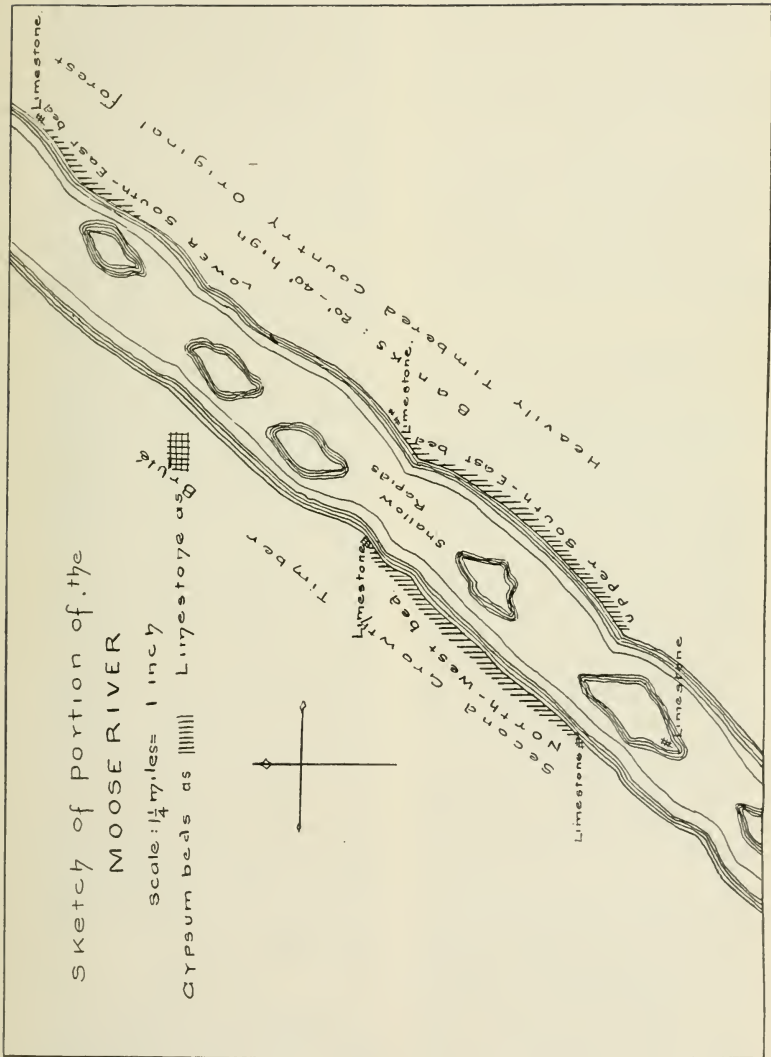 Sketch of portion of the
MOOSE RIVER
Scale: 1¼ miles = 1 inch
Gypsum beds as Limestone as
Brule
Limestone.
LOWER South-East bed
Banks: 20'-40' high
Heavily Timbered Country Original Forest
Limestone.
Shallow
Rapids
Upper South-East bed
Limestone
Second Growth Timber
North-West bed
Limestone
Limestone